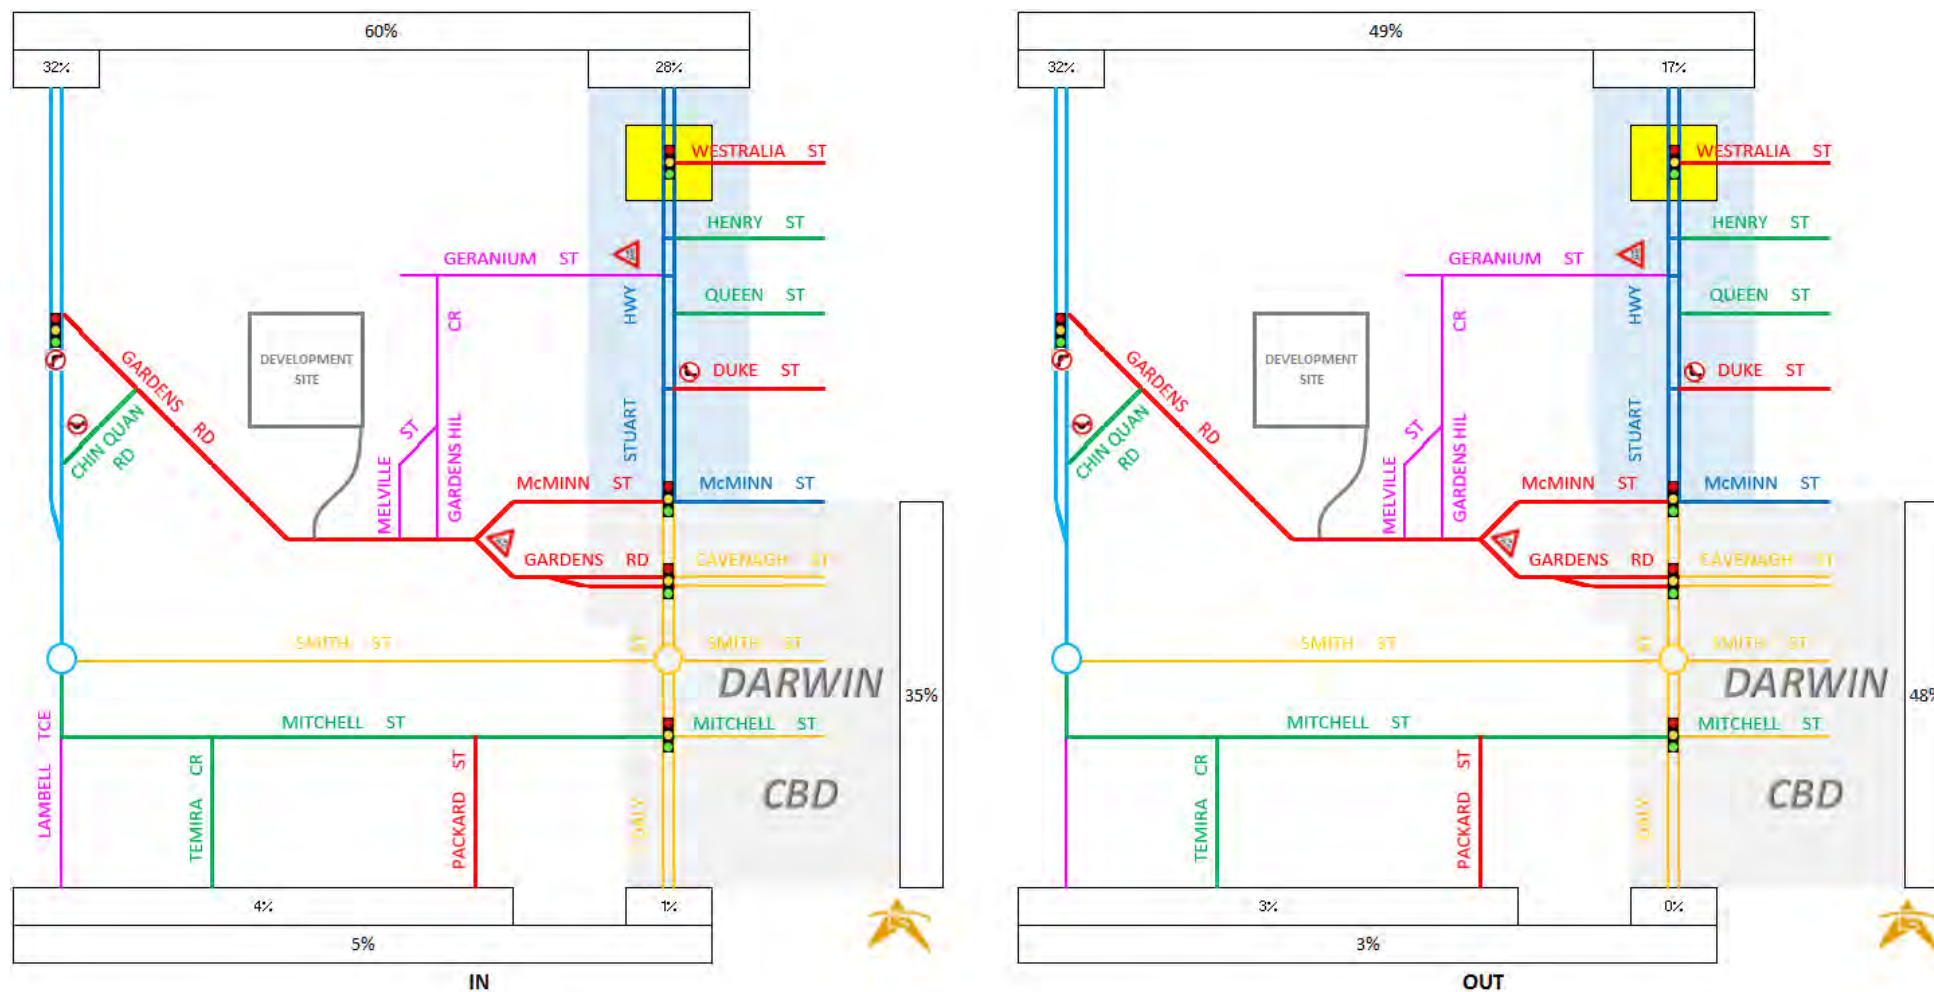 60%
32%
28%
WESTRALIA ST
HENRY ST
GERANIUM ST
QUEEN ST
HWY
CR
DEVELOPMENT
SITE
GARDENS
RD
DUKE ST
CHIN QUAN
RD
ST
STUART
MELVILLE
GARDENS HIL
McMINN ST
McMINN ST
GARDENS RD
CAVENAGH ST
SMITH ST
ST
SMITH ST
DARWIN
35%
MITCHELL ST
MITCHELL ST
LAMBELL TCE
TEMIRA CR
PACKARD ST
DALY
CBD
4%
1%
5%
IN
49%
32%
17%
WESTRALIA ST
HENRY ST
GERANIUM ST
QUEEN ST
HWY
CR
DEVELOPMENT
SITE
GARDENS
RD
DUKE ST
CHIN QUAN
RD
ST
STUART
MELVILLE
GARDENS HIL
McMINN ST
McMINN ST
GARDENS RD
CAVENAGH ST
SMITH ST
ST
SMITH ST
DARWIN
48%
MITCHELL ST
MITCHELL ST
TEMIRA CR
PACKARD ST
DALY
CBD
3%
0%
3%
OUT